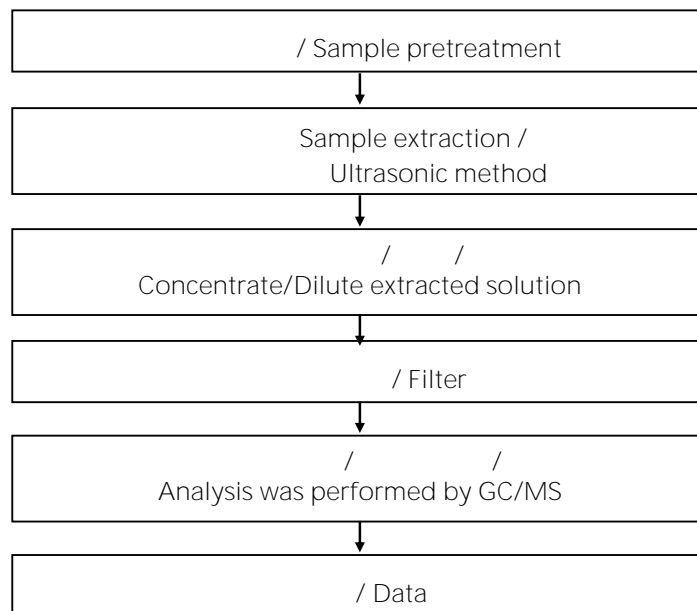 / Sample pretreatment
Sample extraction /
Ultrasonic method
/ /
Concentrate/Dilute extracted solution
/ Filter
/ /
Analysis was performed by GC/MS
/ Data